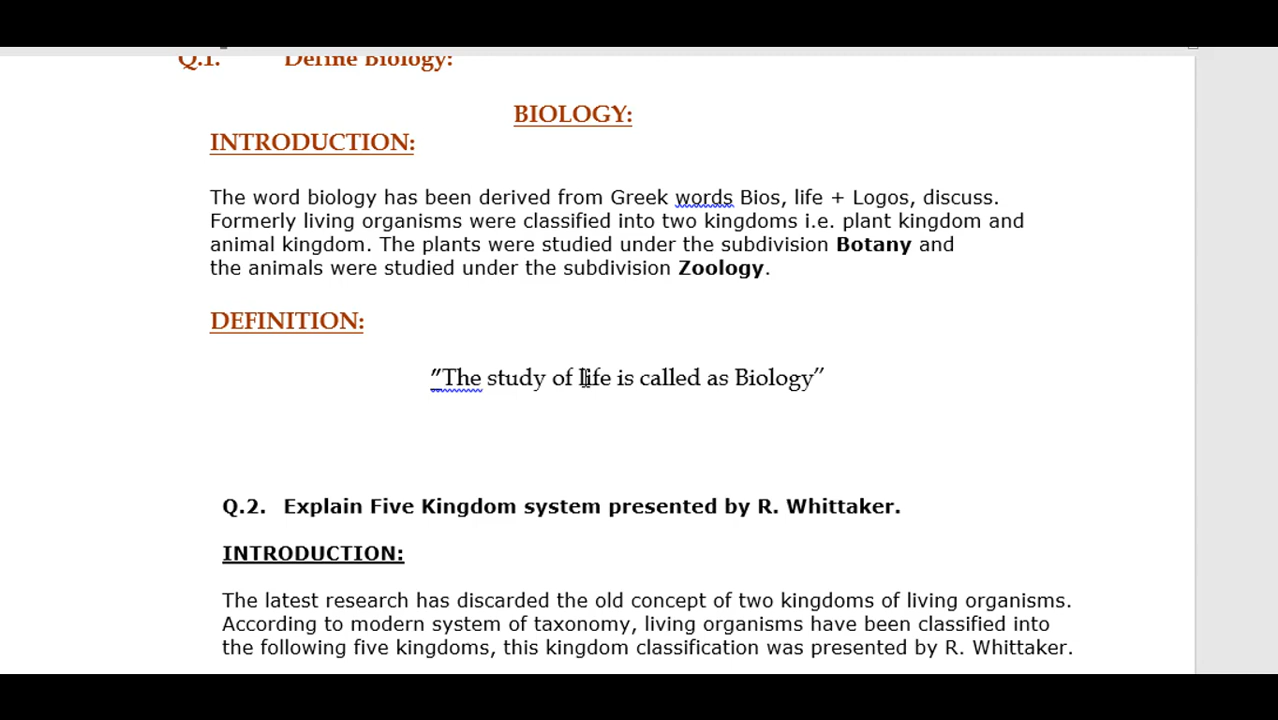 Q.1. Define Biology:
BIOLOGY:
INTRODUCTION:
The word biology has been derived from Greek words Bios, life + Logos, discuss.
Formerly living organisms were classified into two kingdoms i.e. plant kingdom and
animal kingdom. The plants were studied under the subdivision Botany and
the animals were studied under the subdivision Zoology.
DEFINITION:
"The study of life is called as Biology”
Q.2. Explain Five Kingdom system presented by R. Whittaker.
INTRODUCTION:
The latest research has discarded the old concept of two kingdoms of living organisms.
According to modern system of taxonomy, living organisms have been classified into
the following five kingdoms, this kingdom classification was presented by R. Whittaker.